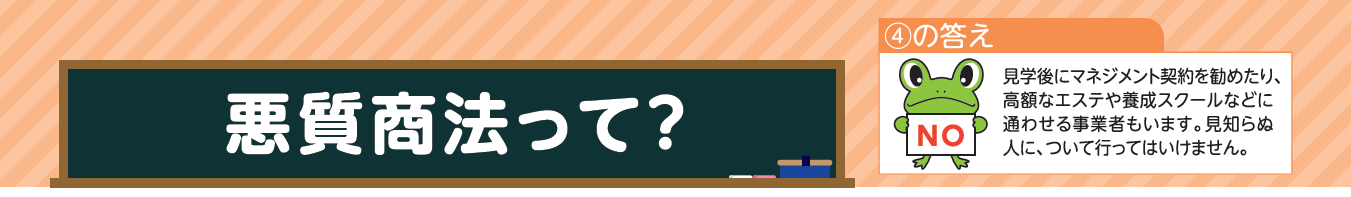 悪質商法って?
④の答え
見学後にマネジメント契約を勧めたり、
高額なエステや養成スクールなどに
通わせる事業者もいます。見知らぬ
人に、ついて行ってはいけません。
NO